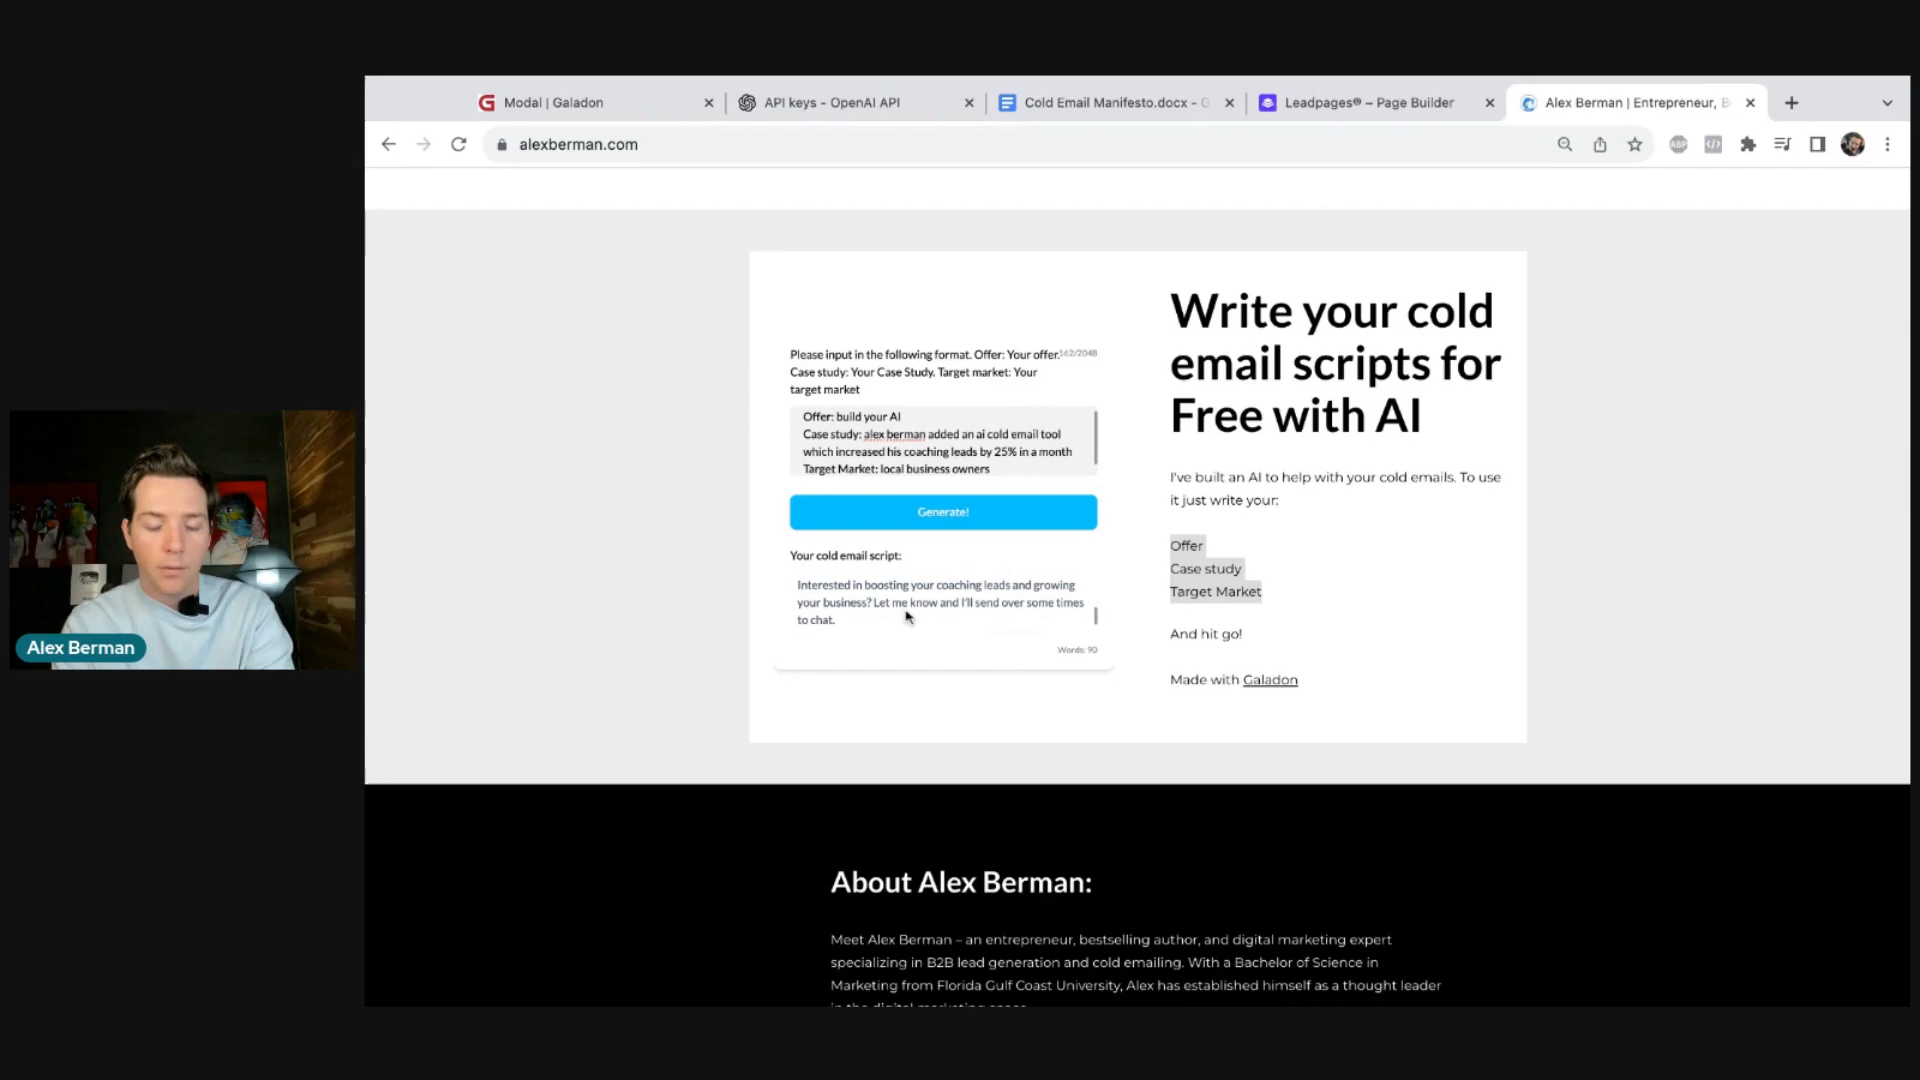 Modal | Galadon
API keys - OpenAI API
Cold Email Manifesto.docx - G
Leadpages® – Page Builder
Alex Berman | Entrepreneur, B
alexberman.com
ABP
Write your cold
email scripts for
Free with AI
I've built an AI to help with your cold emails. To use
it just write your:
Offer
Case study
Target Market
And hit go!
Made with Galadon
Please input in the following format. Offer: Your offer.
162/2048
Case study: Your Case Study. Target market: Your
target market
Offer: build your AI
Case study: alex berman added an ai cold email tool
which increased his coaching leads by 25% in a month
Target Market: local business owners
Generate!
Your cold email script:
Interested in boosting your coaching leads and growing
your business? Let me know and I'll send over some times
to chat.
Words: 90
Alex Berman
About Alex Berman:
Meet Alex Berman – an entrepreneur, bestselling author, and digital marketing expert
specializing in B2B lead generation and cold emailing. With a Bachelor of Science in
Marketing from Florida Gulf Coast University, Alex has established himself as a thought leader
in the digital marketing space.